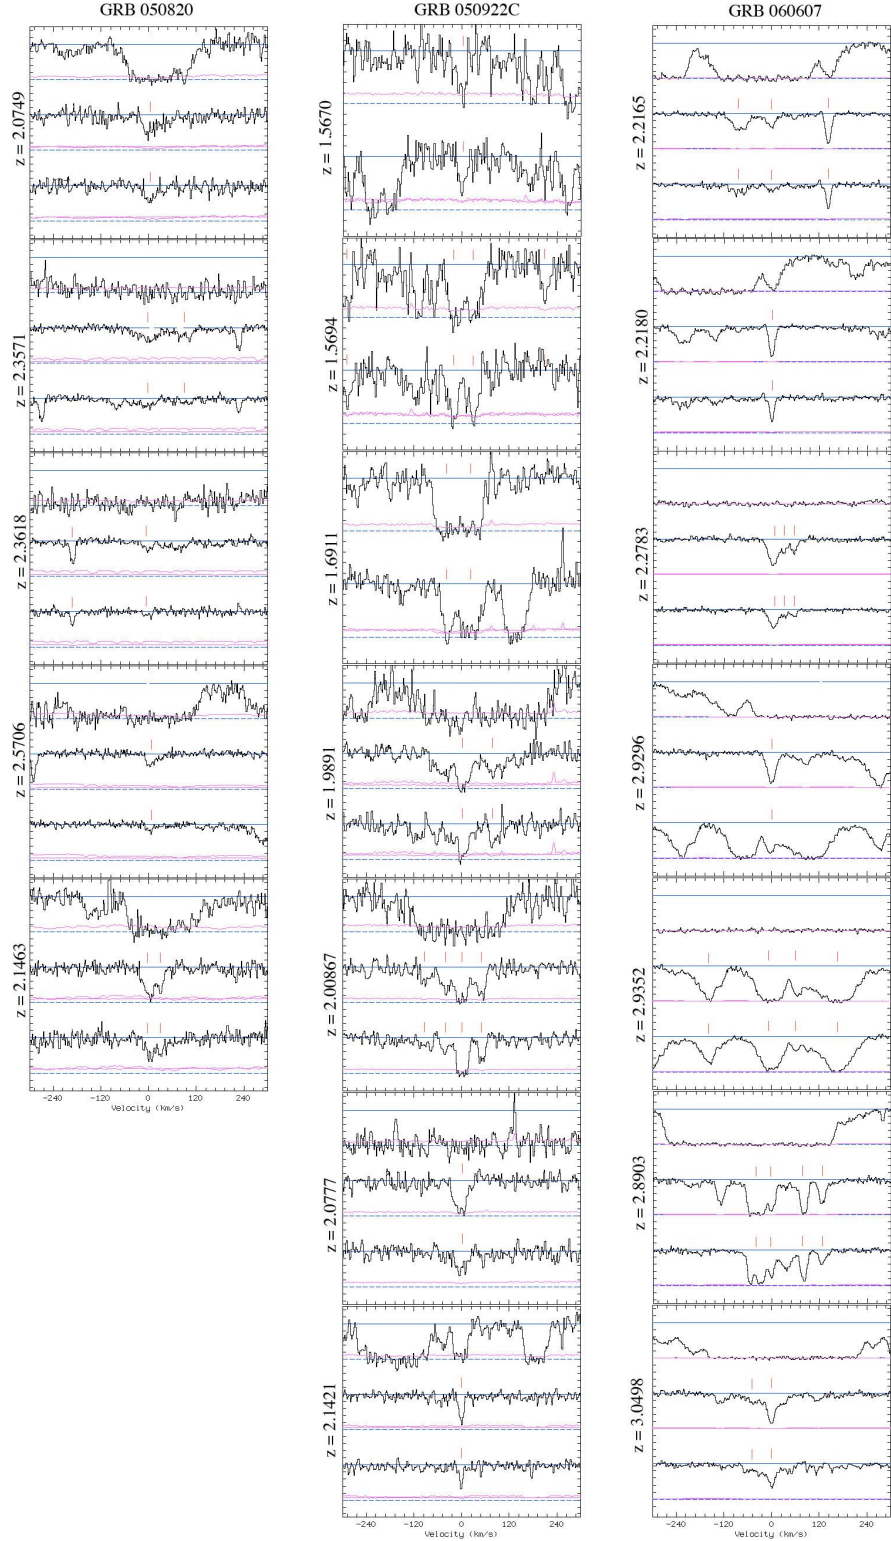 GRB 050820
GRB 050922C
GRB 060607
z = 2.0749
z = 2.3571
z = 2.3618
z = 2.5706
z = 2.1463
-240 -120 0 120 240
Velocity (km/s)
z = 1.5670
z = 1.5694
z = 1.6911
z = 1.9891
z = 2.00867
z = 2.0777
z = 2.1421
-240 -120 0 120 240
Velocity (km/s)
z = 2.2165
z = 2.2180
z = 2.2783
z = 2.9296
z = 2.9352
z = 2.8903
z = 3.0498
-240 -120 0 120 240
Velocity (km/s)